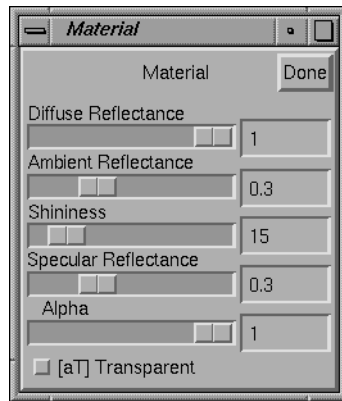 Material
Material Done
Diffuse Reflectance
1
Ambient Reflectance
0.3
Shininess
15
Specular Reflectance
0.3
Alpha
1
[aT] Transparent